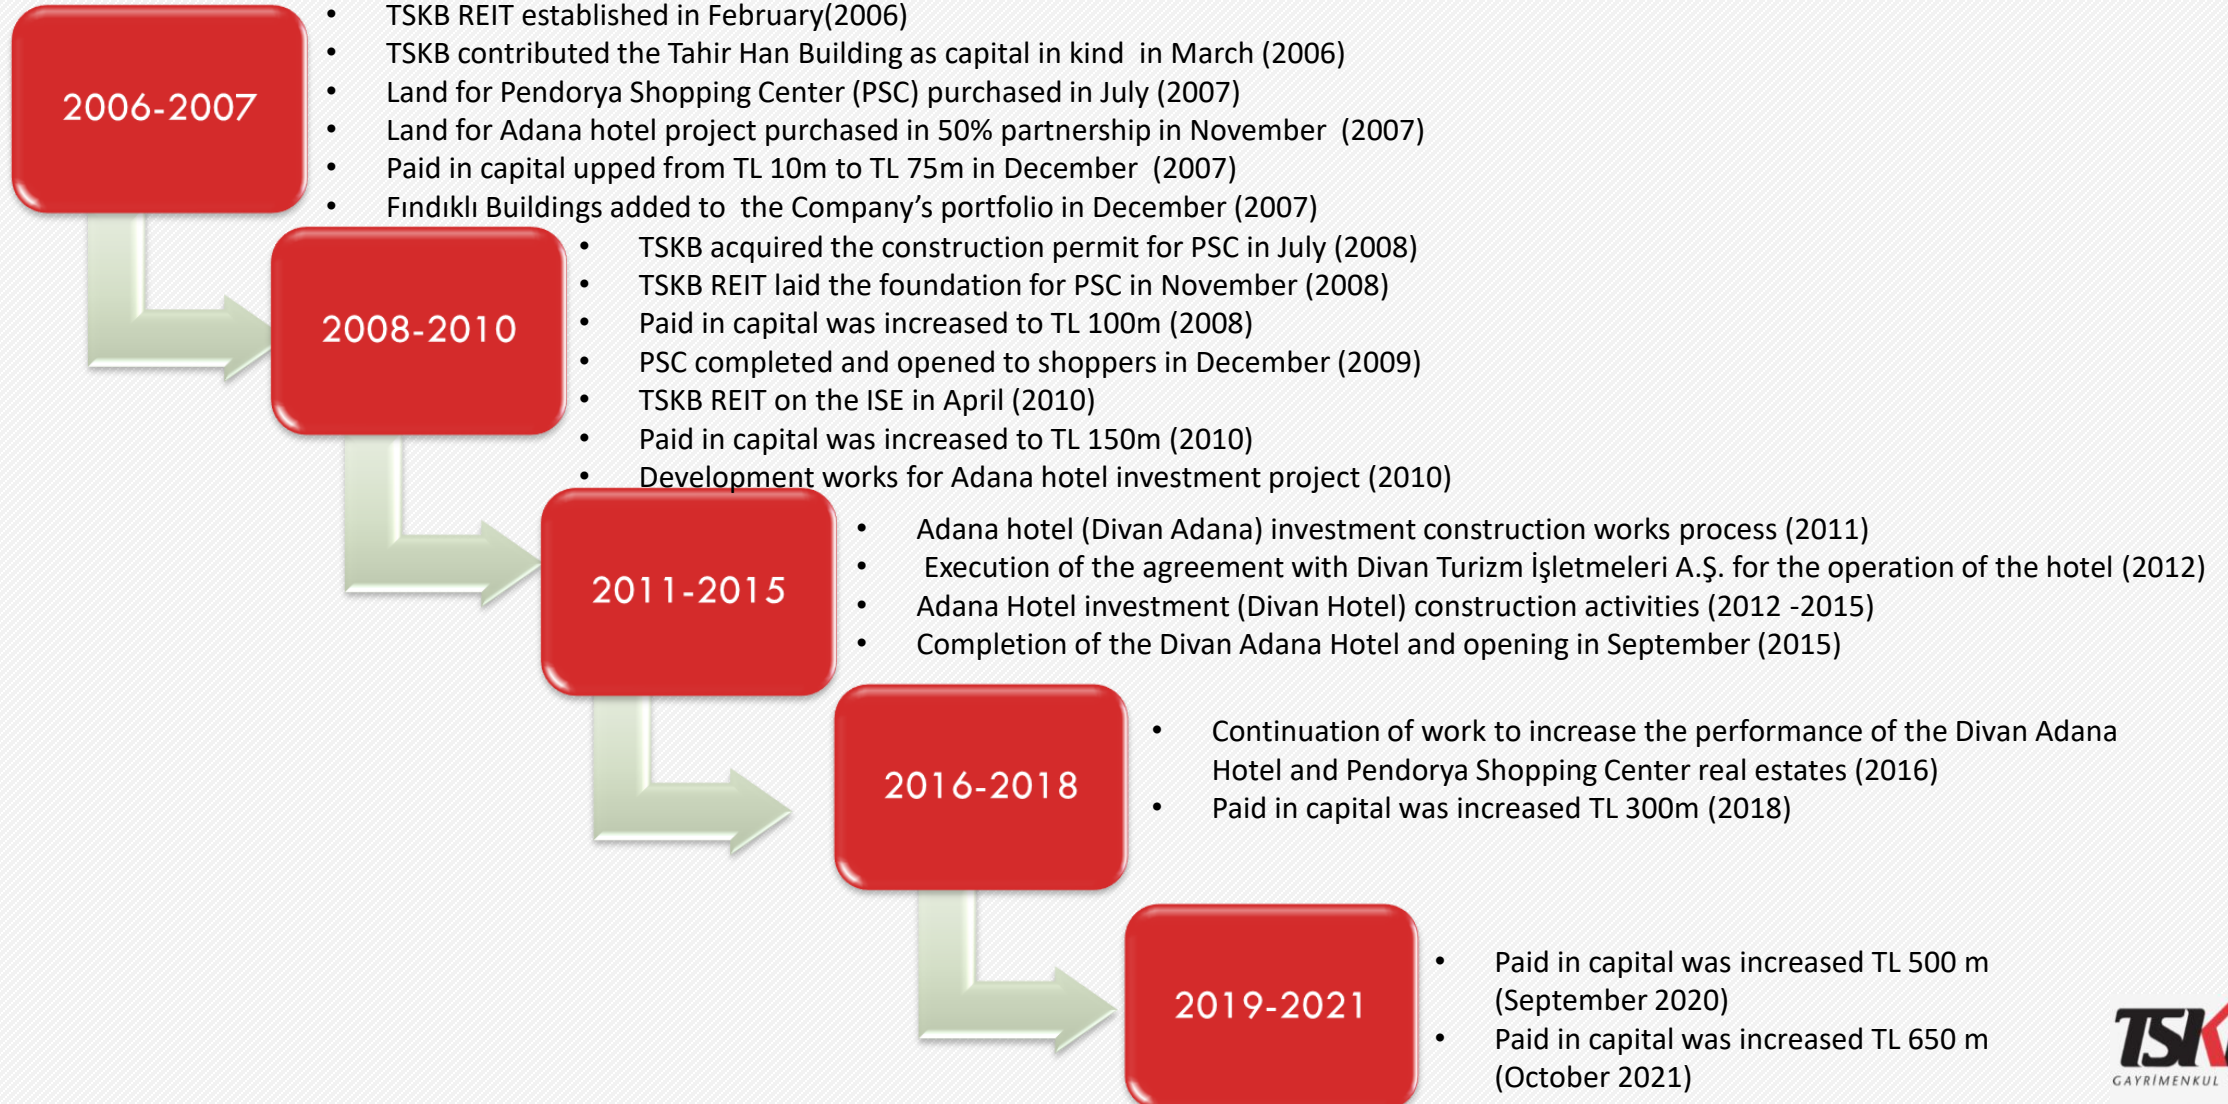 2006-2007
• TSKB REIT established in February(2006)
• TSKB contributed the Tahir Han Building as capital in kind in March (2006)
• Land for Pendorya Shopping Center (PSC) purchased in July (2007)
• Land for Adana hotel project purchased in 50% partnership in November (2007)
• Paid in capital upped from TL 10m to TL 75m in December (2007)
• Fındıklı Buildings added to the Company’s portfolio in December (2007)
2008-2010
• TSKB acquired the construction permit for PSC in July (2008)
• TSKB REIT laid the foundation for PSC in November (2008)
• Paid in capital was increased to TL 100m (2008)
• PSC completed and opened to shoppers in December (2009)
• TSKB REIT on the ISE in April (2010)
• Paid in capital was increased to TL 150m (2010)
• Development works for Adana hotel investment project (2010)
2011-2015
• Adana hotel (Divan Adana) investment construction works process (2011)
• Execution of the agreement with Divan Turizm İşletmeleri A.Ş. for the operation of the hotel (2012)
• Adana Hotel investment (Divan Hotel) construction activities (2012 -2015)
• Completion of the Divan Adana Hotel and opening in September (2015)
2016-2018
• Continuation of work to increase the performance of the Divan Adana
Hotel and Pendorya Shopping Center real estates (2016)
• Paid in capital was increased TL 300m (2018)
2019-2021
• Paid in capital was increased TL 500 m
(September 2020)
• Paid in capital was increased TL 650 m
(October 2021)
GAYRİMENKUL